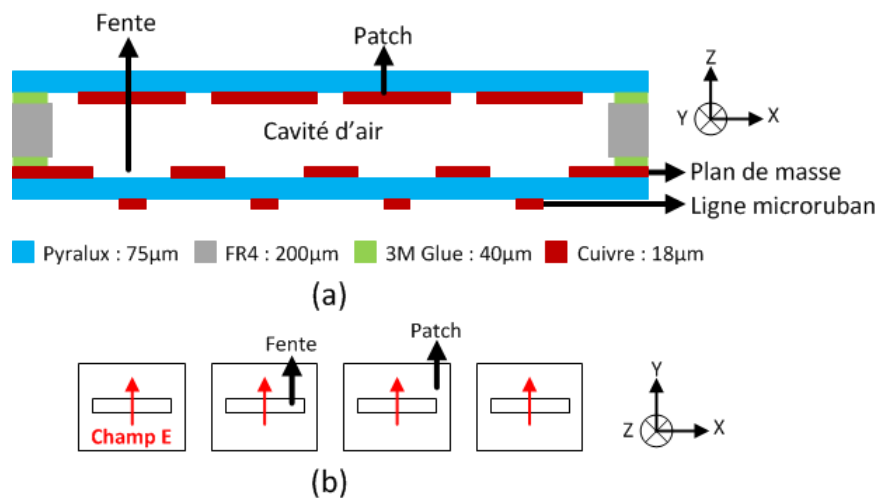 Fente
Patch
Cavité d'air
Z
Y
X
Plan de masse
Ligne microruban
Pyralux : 75µm
FR4 : 200µm
3M Glue : 40µm
Cuivre : 18µm
(a)
Fente
Patch
Champ E
Y
Z
X
(b)